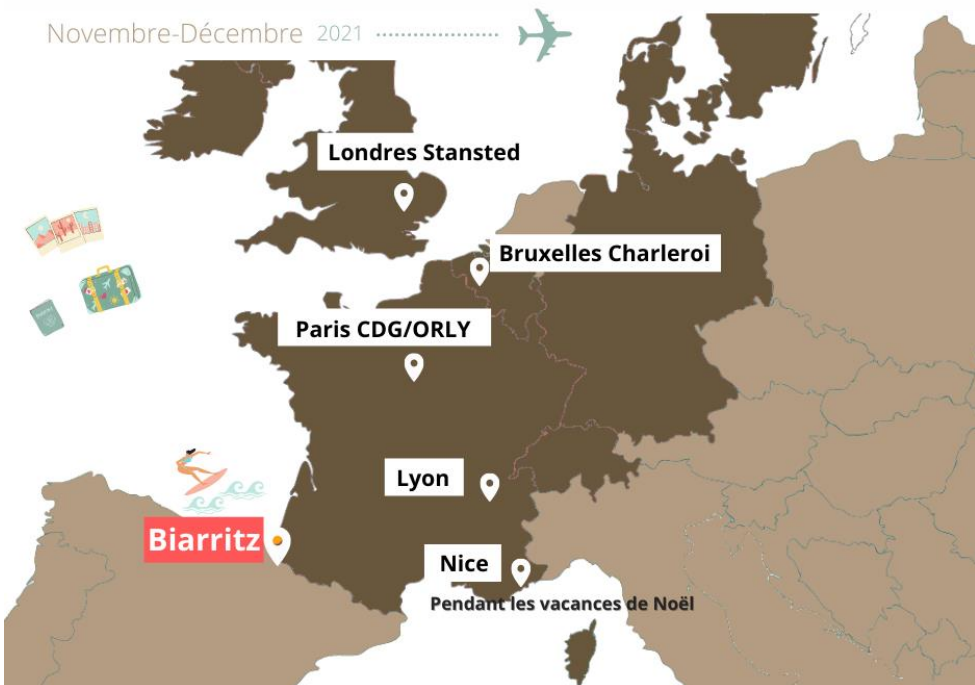 Novembre-Décembre 2021
Londres Stansted
Bruxelles Charleroi
Paris CDG/ORLY
Lyon
Biarritz
Nice
Pendant les vacances de Noël